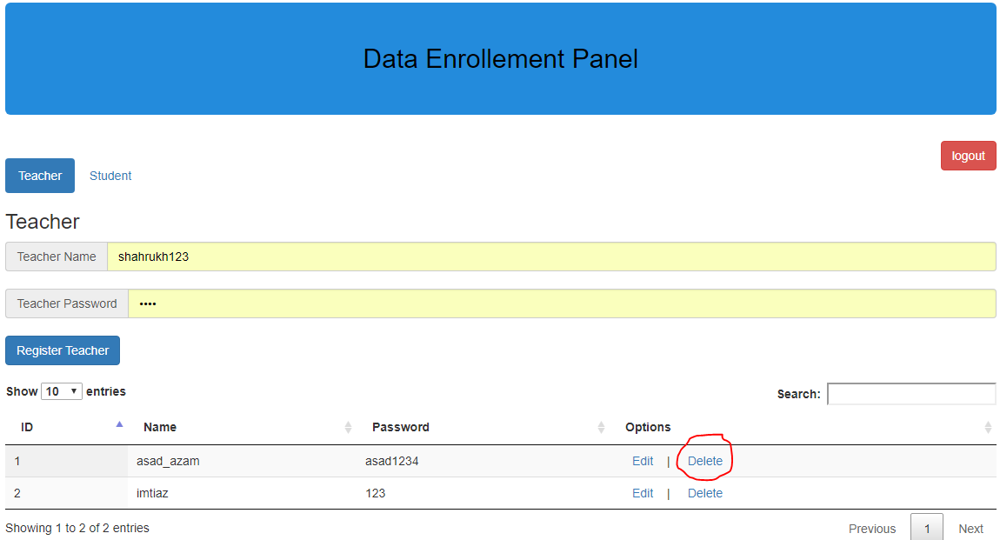 Data Enrollement Panel
logout
Teacher Student
Teacher
Teacher Name shahrukh123
Teacher Password ••••
Register Teacher
Show 10 entries Search:
ID Name Password Options
1 asad_azam asad1234 Edit | Delete
2 imtiaz 123 Edit | Delete
Showing 1 to 2 of 2 entries Previous 1 Next